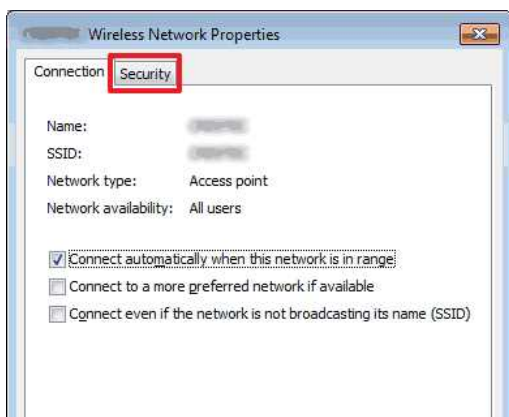 Wireless Network Properties
Connection Security
Name:
SSID:
Network type: Access point
Network availability: All users
Connect automatically when this network is in range
Connect to a more preferred network if available
Connect even if the network is not broadcasting its name (SSID)